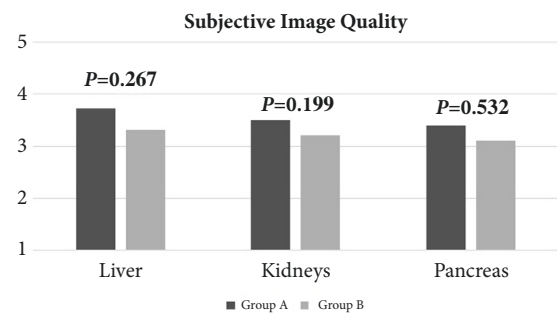 Subjective Image Quality
5
4
3
2
1
P=0.267
P=0.199
P=0.532
Liver
Kidneys
Pancreas
Group A
Group B